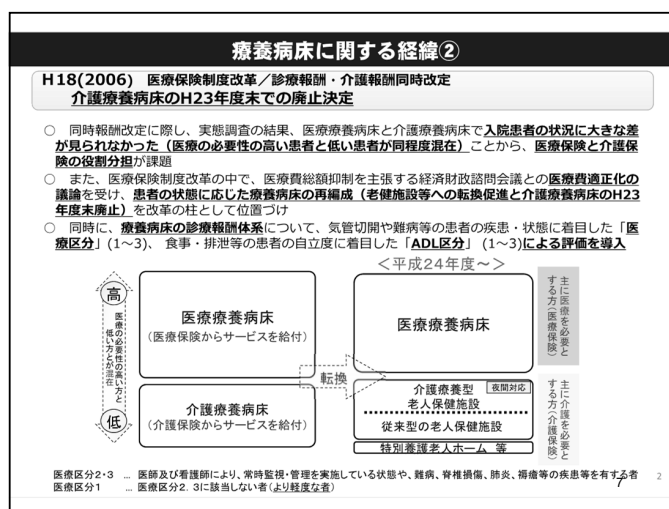 療養病床に関する経緯②
H18(2006) 医療保険制度改革／診療報酬・介護報酬同時改定
介護療養病床のH23年度末での廃止決定
○ 同時報酬改定に際し、実態調査の結果、医療療養病床と介護療養病床で入院患者の状況に大きな差
が見られなかった（医療の必要性の高い患者と低い患者が同程度混在）ことから、医療保険と介護保
険の役割分担が課題
○ また、医療保険制度改革の中で、医療費総額抑制を主張する経済財政諮問会議との医療費適正化の
議論を受け、患者の状態に応じた療養病床の再編成（老健施設等への転換促進と介護療養病床のH23
年度末廃止）を改革の柱として位置づけ
○ 同時に、療養病床の診療報酬体系について、気管切開や難病等の患者の疾患・状態に着目した「医
療区分」(1～3)、食事・排泄等の患者の自立度に着目した「ADL区分」(1～3)による評価を導入
＜平成24年度～＞
高
医療の必要性の高い方と
低い方とが混在
低
医療療養病床
（医療保険からサービスを給付）
介護療養病床
（介護保険からサービスを給付）
転換
医療療養病床
介護療養型
老人保健施設
夜間対応
従来型の老人保健施設
特別養護老人ホーム 等
主に医療を必要と
する方（医療保険）
主に介護を必要と
する方（介護保険）
医療区分2・3 … 医師及び看護師により、常時監視・管理を実施している状態や、難病、脊椎損傷、肺炎、褥瘡等の疾患等を有する者
医療区分1 … 医療区分2．3に該当しない者（より軽度な者）
2
7